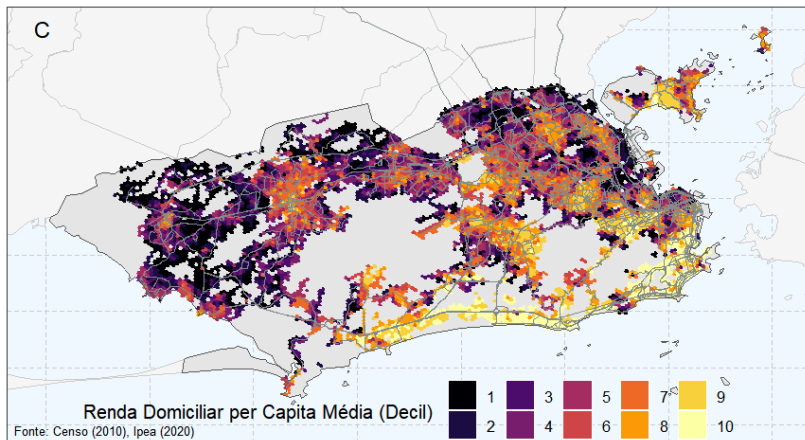 C
Renda Domiciliar per Capita Média (Decil)
1 3 5 7 9
2 4 6 8 10
Fonte: Censo (2010), Ipea (2020)